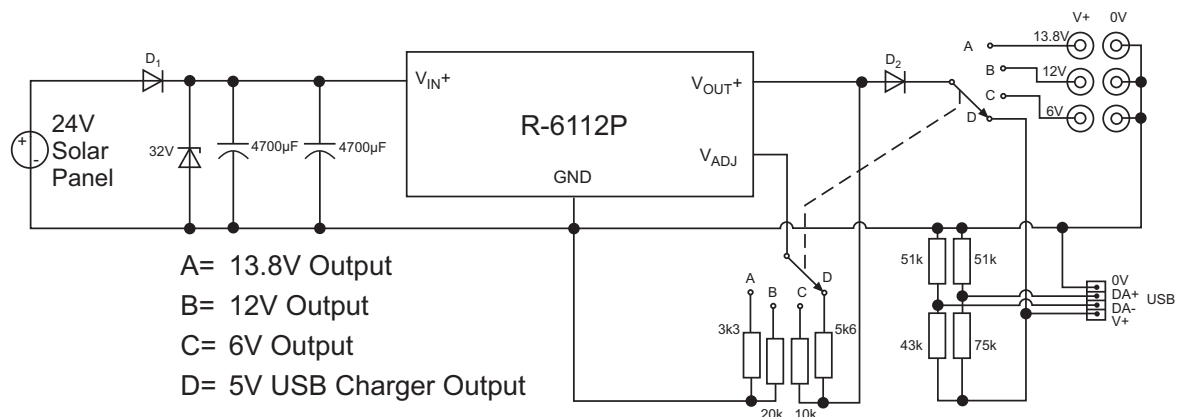 V+ 0V
D1
D2
A
13.8V
B
12V
C
6V
D
24V
Solar
Panel
+
-
32V
4700µF
4700µF
VIN+
R-6112P
VOUT+
VADJ
GND
A= 13.8V Output
B= 12V Output
C= 6V Output
D= 5V USB Charger Output
A
B
C
D
3k3
20k
10k
5k6
51k
51k
43k
75k
0V
DA+
DA-
V+
USB